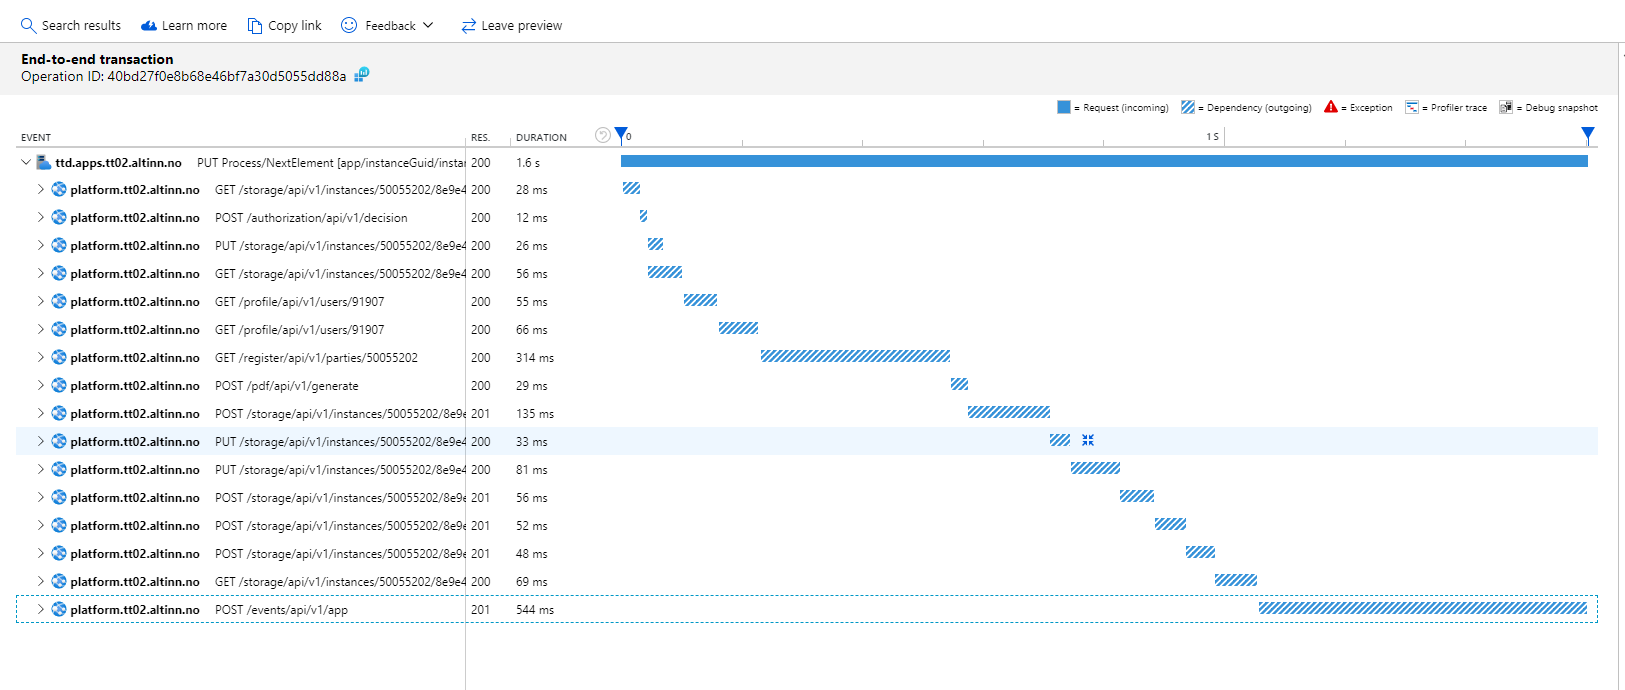 Search results Learn more Copy link Feedback Leave preview
End-to-end transaction
Operation ID: 40bd27f0e8b68e46bf7a30d5055dd88a
= Request (incoming) = Dependency (outgoing) = Exception = Profiler trace = Debug snapshot
EVENT RES. DURATION 0 1 S
ttd.apps.tt02.altinn.no PUT Process/NextElement [app/instanceGuid/instan 200 1.6 s
platform.tt02.altinn.no GET /storage/api/v1/instances/50055202/8e9e4 200 28 ms
platform.tt02.altinn.no POST /authorization/api/v1/decision 200 12 ms
platform.tt02.altinn.no PUT /storage/api/v1/instances/50055202/8e9e4 200 26 ms
platform.tt02.altinn.no GET /storage/api/v1/instances/50055202/8e9e4 200 56 ms
platform.tt02.altinn.no GET /profile/api/v1/users/91907 200 55 ms
platform.tt02.altinn.no GET /profile/api/v1/users/91907 200 66 ms
platform.tt02.altinn.no GET /register/api/v1/parties/50055202 200 314 ms
platform.tt02.altinn.no POST /pdf/api/v1/generate 200 29 ms
platform.tt02.altinn.no POST /storage/api/v1/instances/50055202/8e9e 201 135 ms
platform.tt02.altinn.no PUT /storage/api/v1/instances/50055202/8e9e4 200 33 ms
platform.tt02.altinn.no PUT /storage/api/v1/instances/50055202/8e9e4 200 81 ms
platform.tt02.altinn.no POST /storage/api/v1/instances/50055202/8e9e 201 56 ms
platform.tt02.altinn.no POST /storage/api/v1/instances/50055202/8e9e 201 52 ms
platform.tt02.altinn.no POST /storage/api/v1/instances/50055202/8e9e 201 48 ms
platform.tt02.altinn.no GET /storage/api/v1/instances/50055202/8e9e4 200 69 ms
platform.tt02.altinn.no POST /events/api/v1/app 201 544 ms